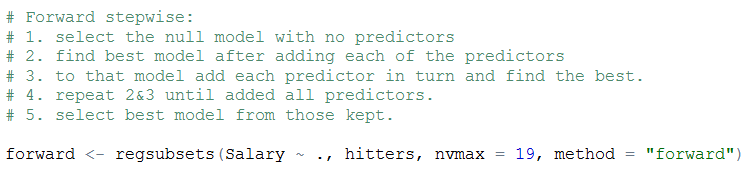 # Forward stepwise:
# 1. select the null model with no predictors
# 2. find best model after adding each of the predictors
# 3. to that model add each predictor in turn and find the best.
# 4. repeat 2&3 until added all predictors.
# 5. select best model from those kept.
forward <- regsubsets(Salary ~ ., hitters, nvmax = 19, method = "forward")